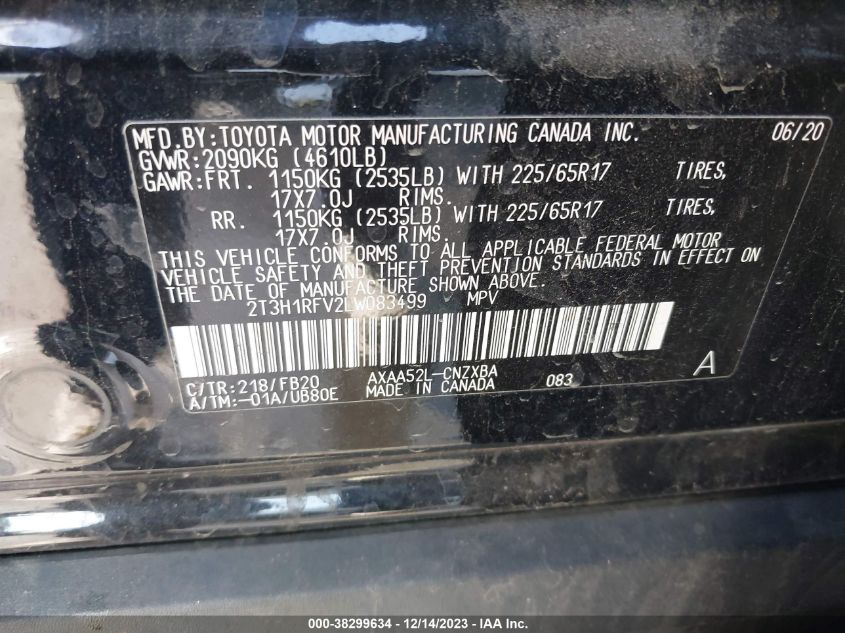 MFD.BY:TOYOTA MOTOR MANUFACTURING CANADA INC. 06/20
GVWR:2090KG (4610LB)
GAWR:FRT. 1150KG (2535LB) WITH 225/65R17 TIRES,
17X7.0J RIMS.
RR. 1150KG (2535LB) WITH 225/65R17 TIRES,
17X7.0J RIMS.
THIS VEHICLE CONFORMS TO ALL APPLICABLE FEDERAL MOTOR
VEHICLE SAFETY AND THEFT PREVENTION STANDARDS IN EFFECT ON
THE DATE OF MANUFACTURE SHOWN ABOVE.
2T3H1RFV2LW083499 MPV
C/TR:218/FB20 AXAA52L-CNZXBA 083 A
A/TM:-01A/UB80E MADE IN CANADA
000-38299634 - 12/14/2023 - IAA Inc.